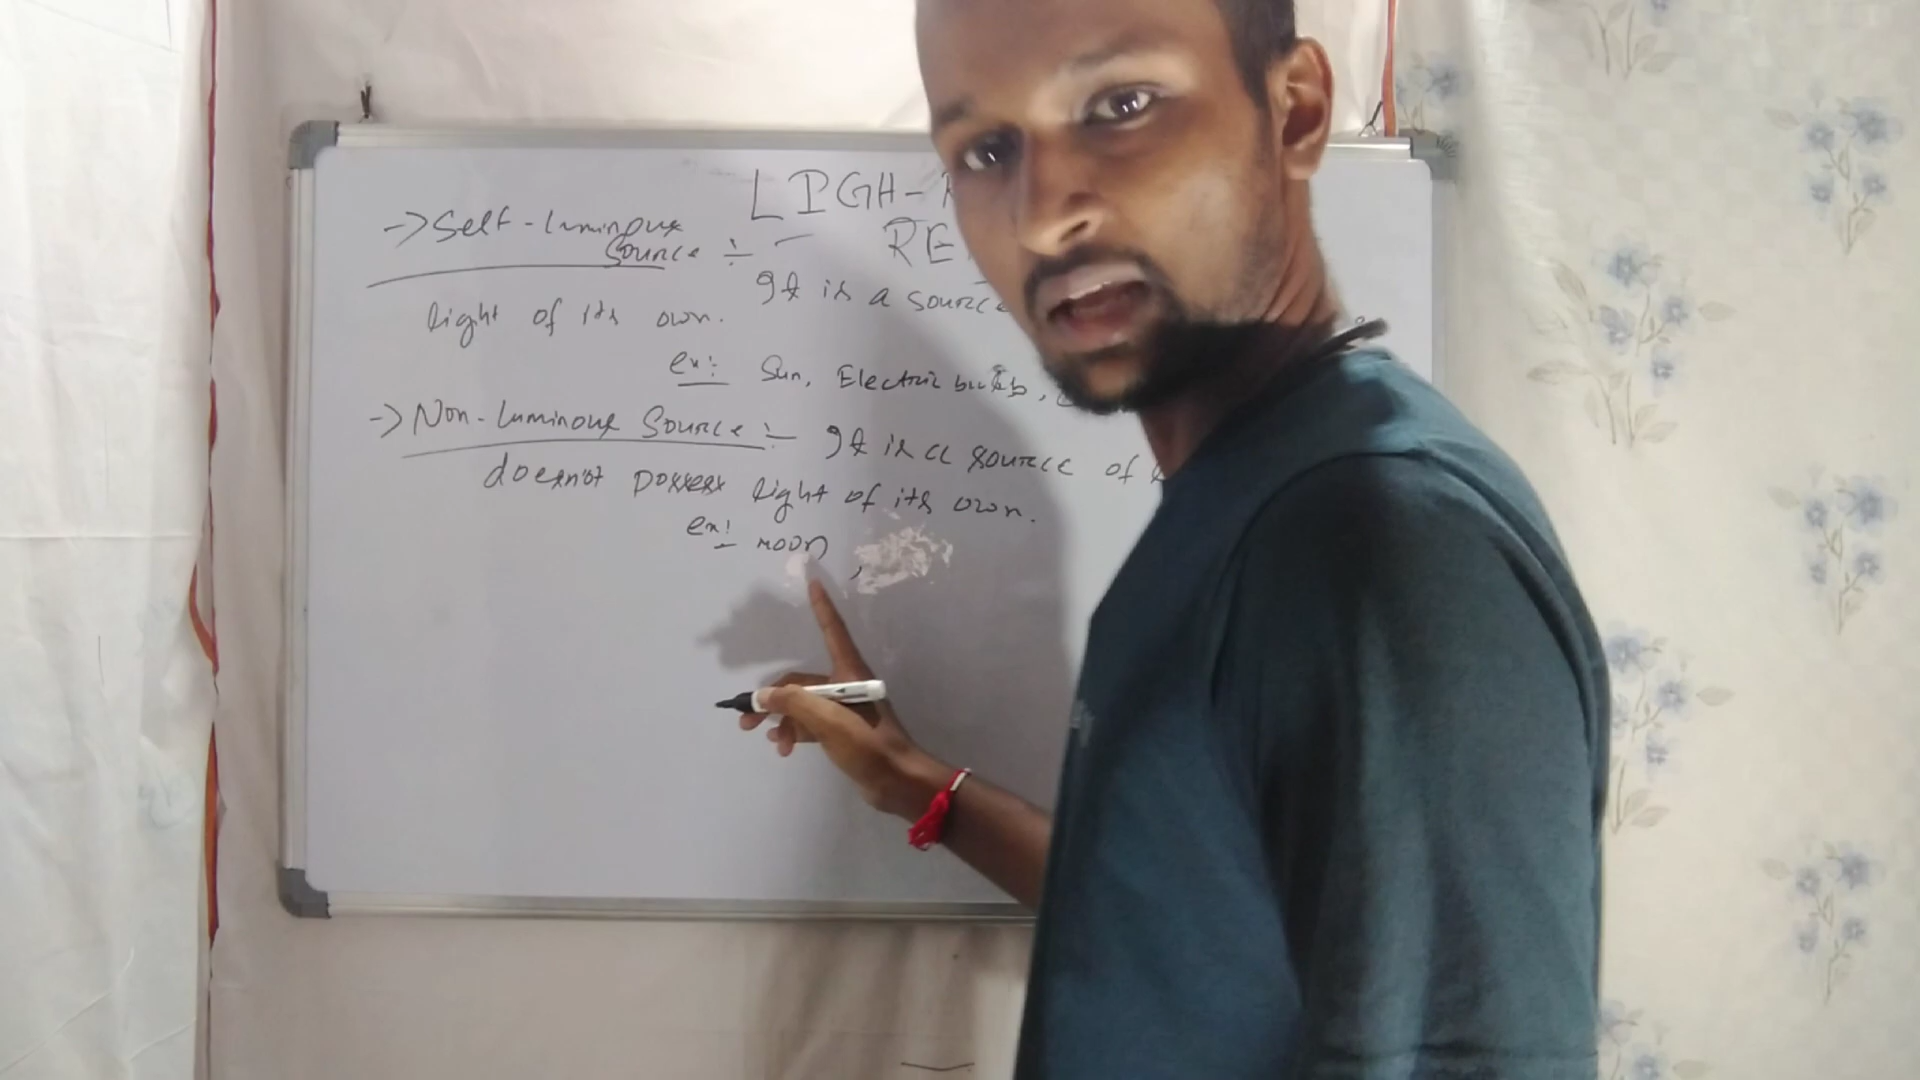 LIGH-
RE
-> Self-luminous
Source :-
It is a source
light of its own.
ex: Sun, Electric bulb,
-> Non-luminous Source :- It is a source of
doesnot possess light of its own.
ex: moon,